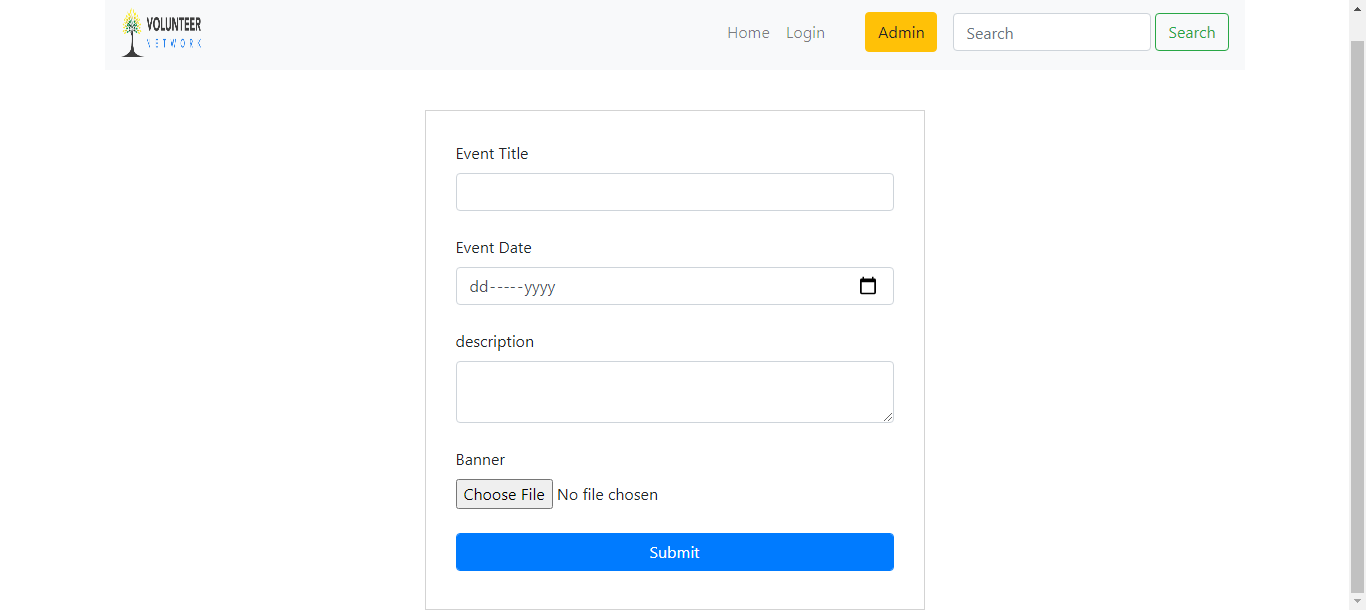 VOLUNTEER
NETWORK
Home Login Admin Search Search
Event Title
Event Date
dd-----yyyy
description
Banner
Choose File No file chosen
Submit